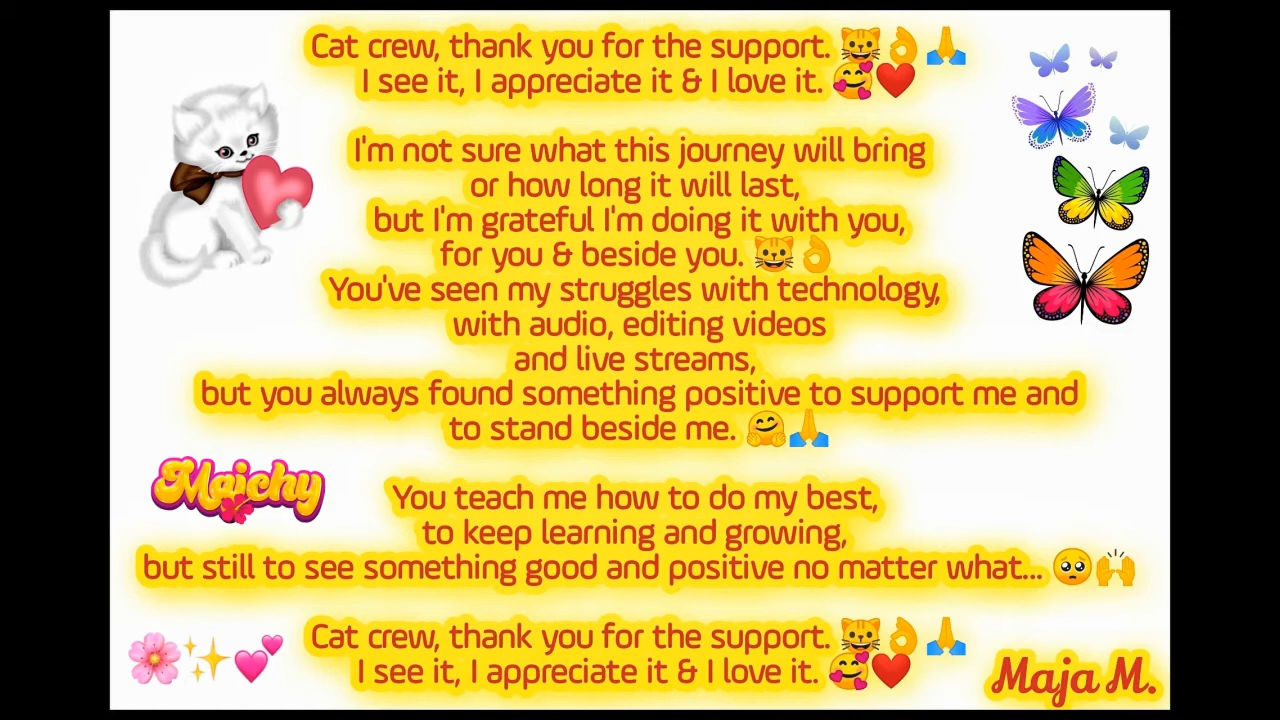 Cat crew, thank you for the support. 😺👌🙏
I see it, I appreciate it & I love it. 🥰❤️
I'm not sure what this journey will bring
or how long it will last,
but I'm grateful I'm doing it with you,
for you & beside you. 😺👌
You've seen my struggles with technology,
with audio, editing videos
and live streams,
but you always found something positive to support me and
to stand beside me. 🤗🙏
Maichy
You teach me how to do my best,
to keep learning and growing,
but still to see something good and positive no matter what... 🥺🙌
Cat crew, thank you for the support. 😺👌🙏
I see it, I appreciate it & I love it. 🥰❤️
Maja M.